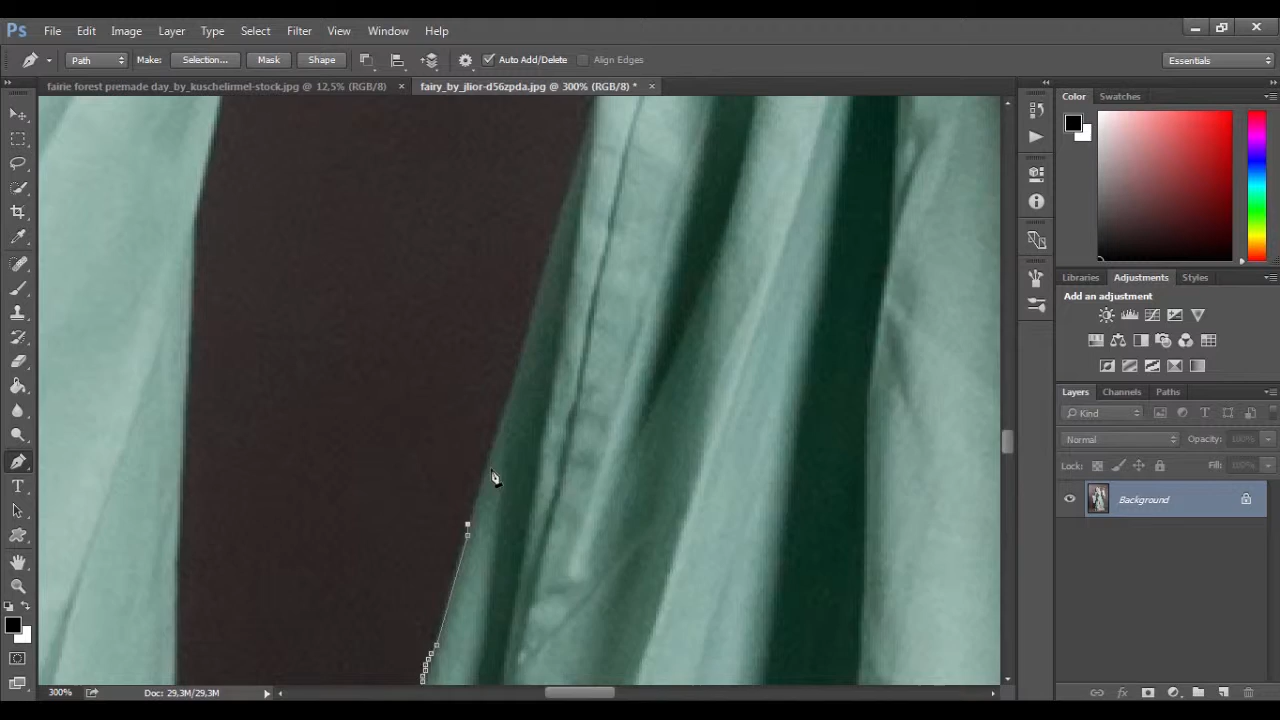 Ps File Edit Image Layer Type Select Filter View Window Help
Path Make: Selection... Mask Shape Auto Add/Delete Align Edges Essentials
fairie forest premade day_by_kuschelirmel-stock.jpg @ 12,5% (RGB/8) × fairy_by_jlior-d56zpda.jpg @ 300% (RGB/8) * ×
Color Swatches
Libraries Adjustments Styles
Add an adjustment
Layers Channels Paths
Kind
Normal Opacity: 100%
Lock: Fill: 100%
Background
300% Doc: 29,3M/29,3M